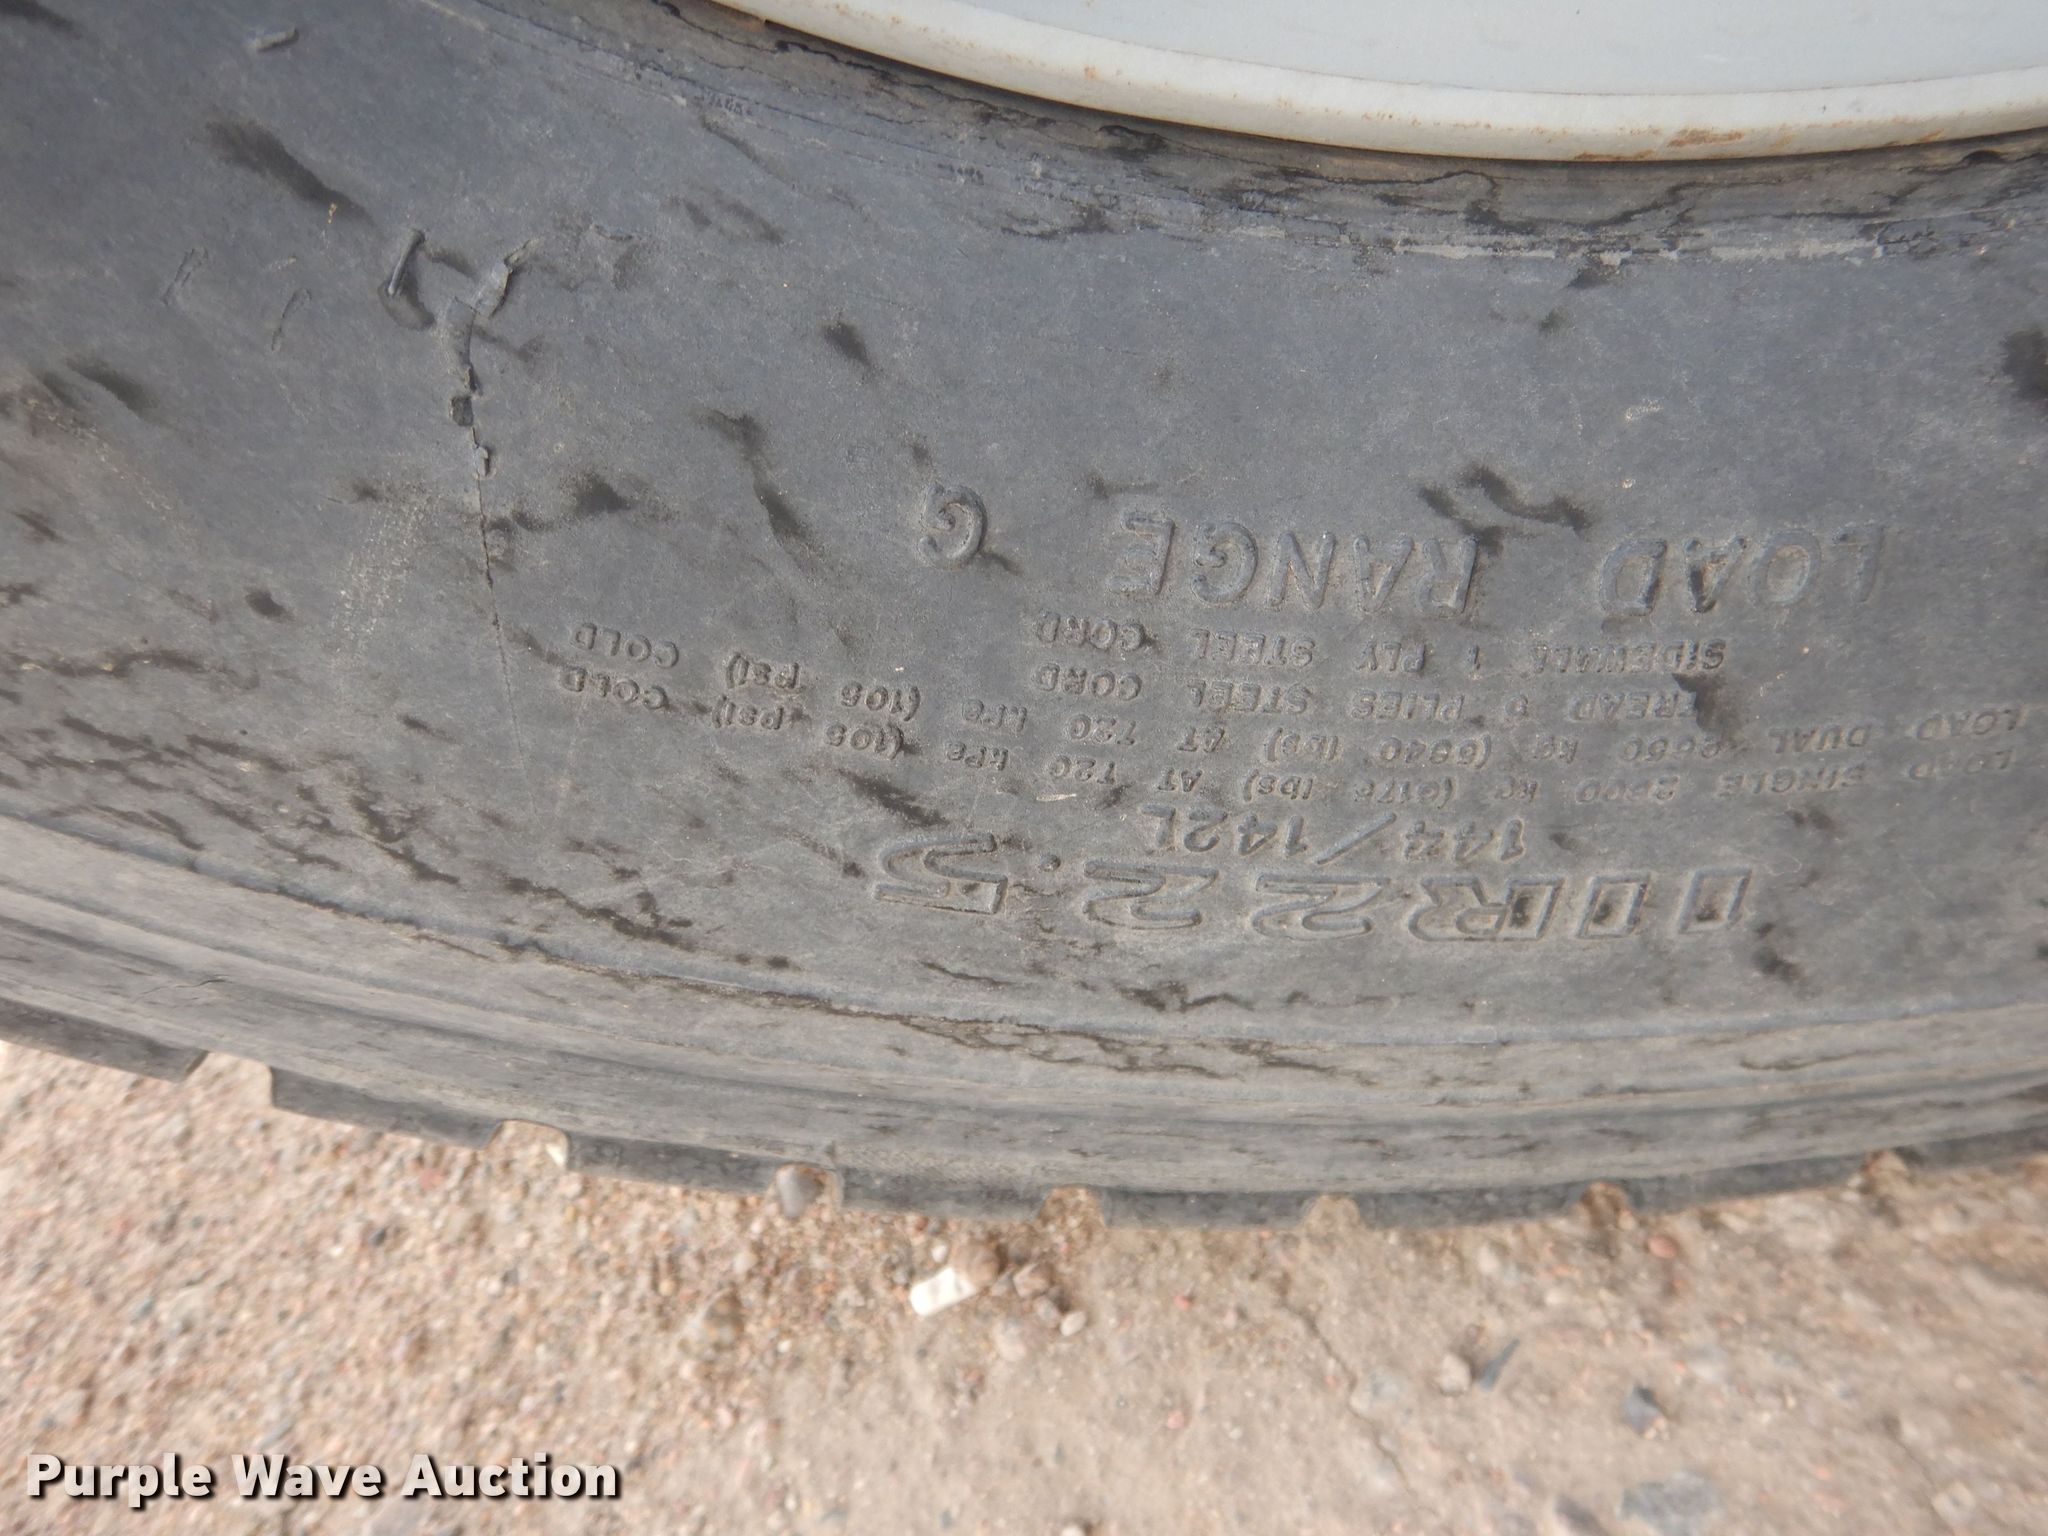 11R22.5
144/142L
LOAD SINGLE 2800 kg (6175 lbs) AT 720 kPa (105 PSI) COLD
LOAD DUAL 2650 kg (5840 lbs) AT 720 kPa (105 PSI) COLD
TREAD 5 PLIES STEEL CORD
SIDEWALL 1 PLY STEEL CORD
LOAD RANGE G
Purple Wave Auction